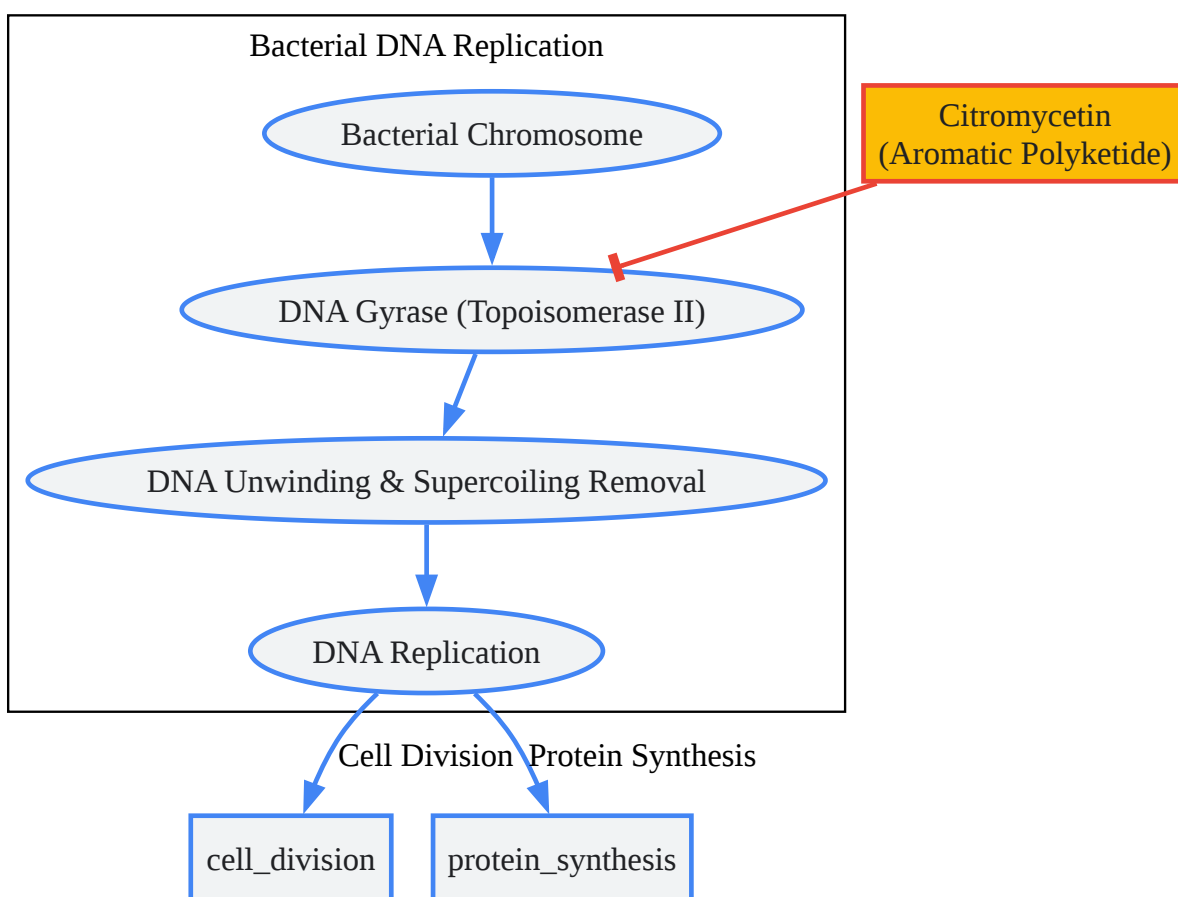 Bacterial DNA Replication
Bacterial Chromosome
Citromycetin
(Aromatic Polyketide)
DNA Gyrase (Topoisomerase II)
DNA Unwinding & Supercoiling Removal
DNA Replication
Cell Division
Protein Synthesis
cell_division
protein_synthesis